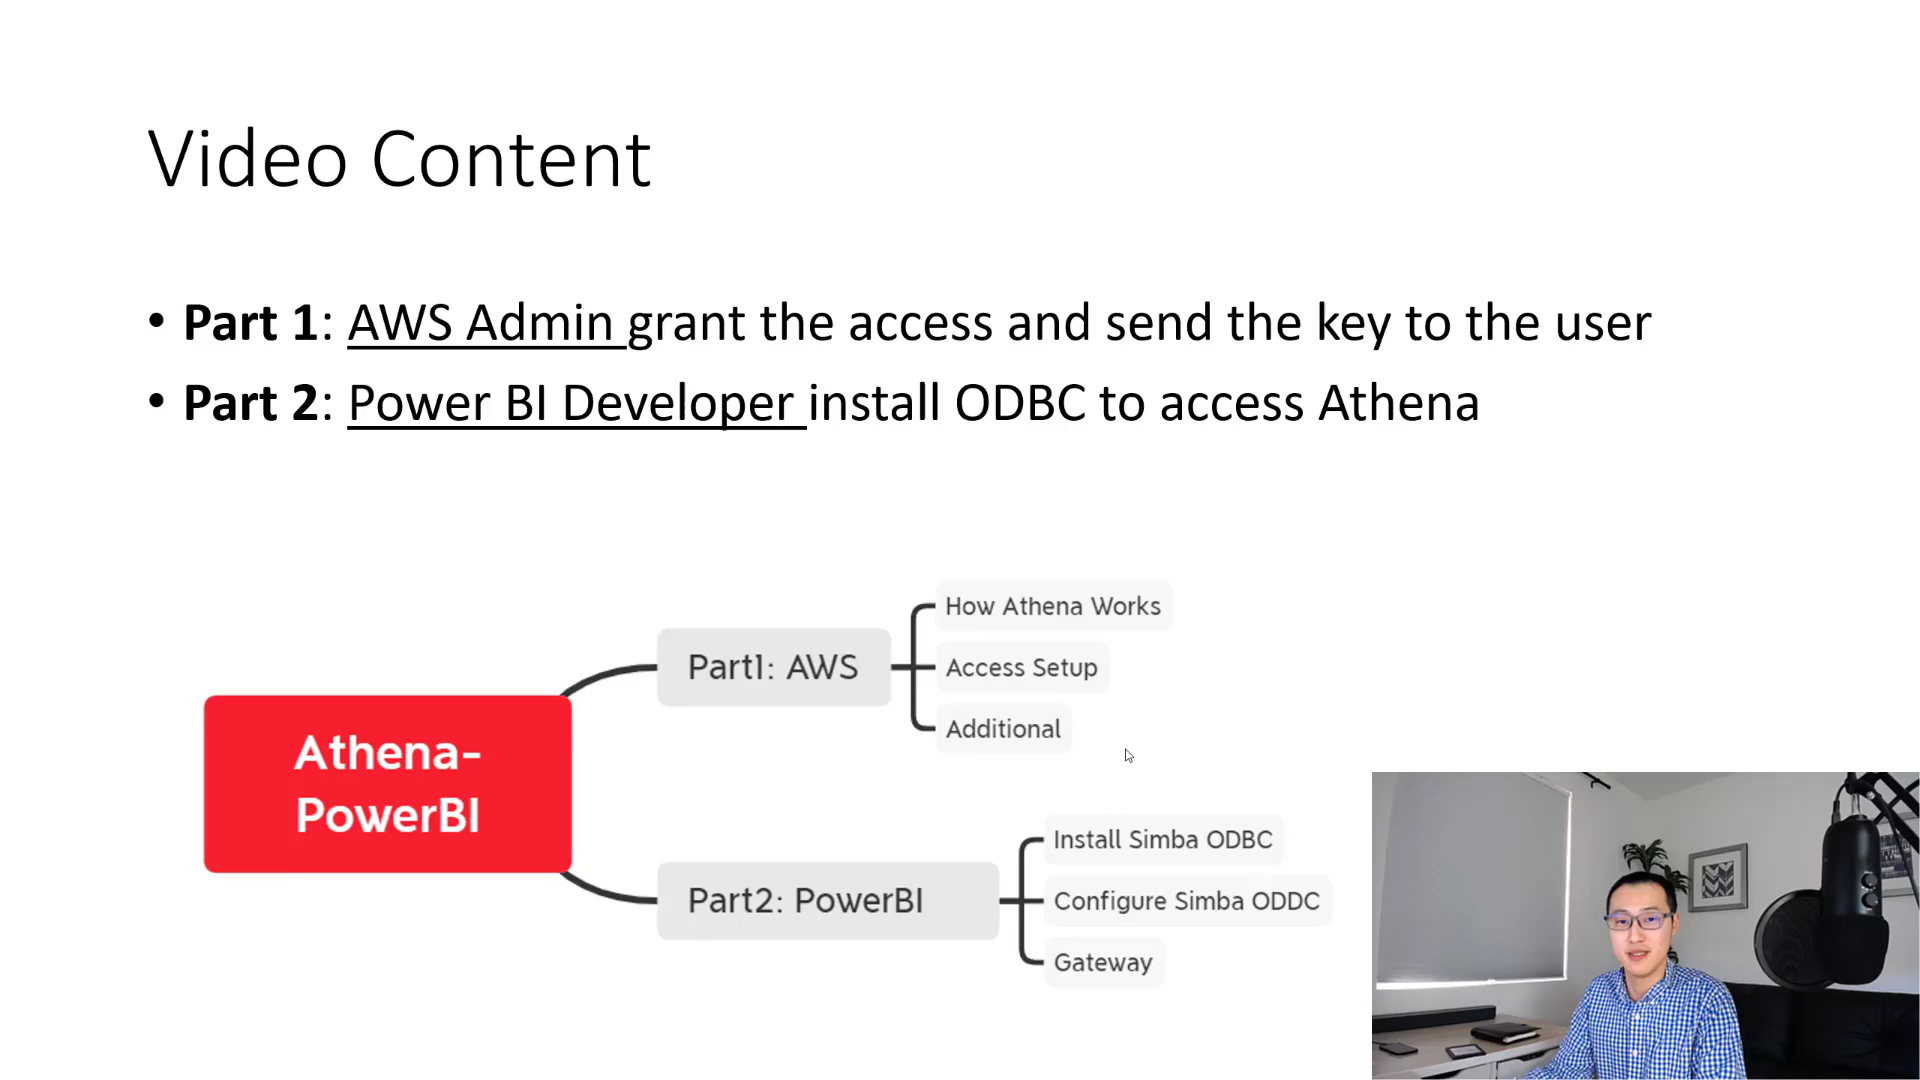 Video Content
• Part 1: AWS Admin grant the access and send the key to the user
• Part 2: Power BI Developer install ODBC to access Athena
Athena-
PowerBI
Part1: AWS
How Athena Works
Access Setup
Additional
Part2: PowerBI
Install Simba ODBC
Configure Simba ODDC
Gateway